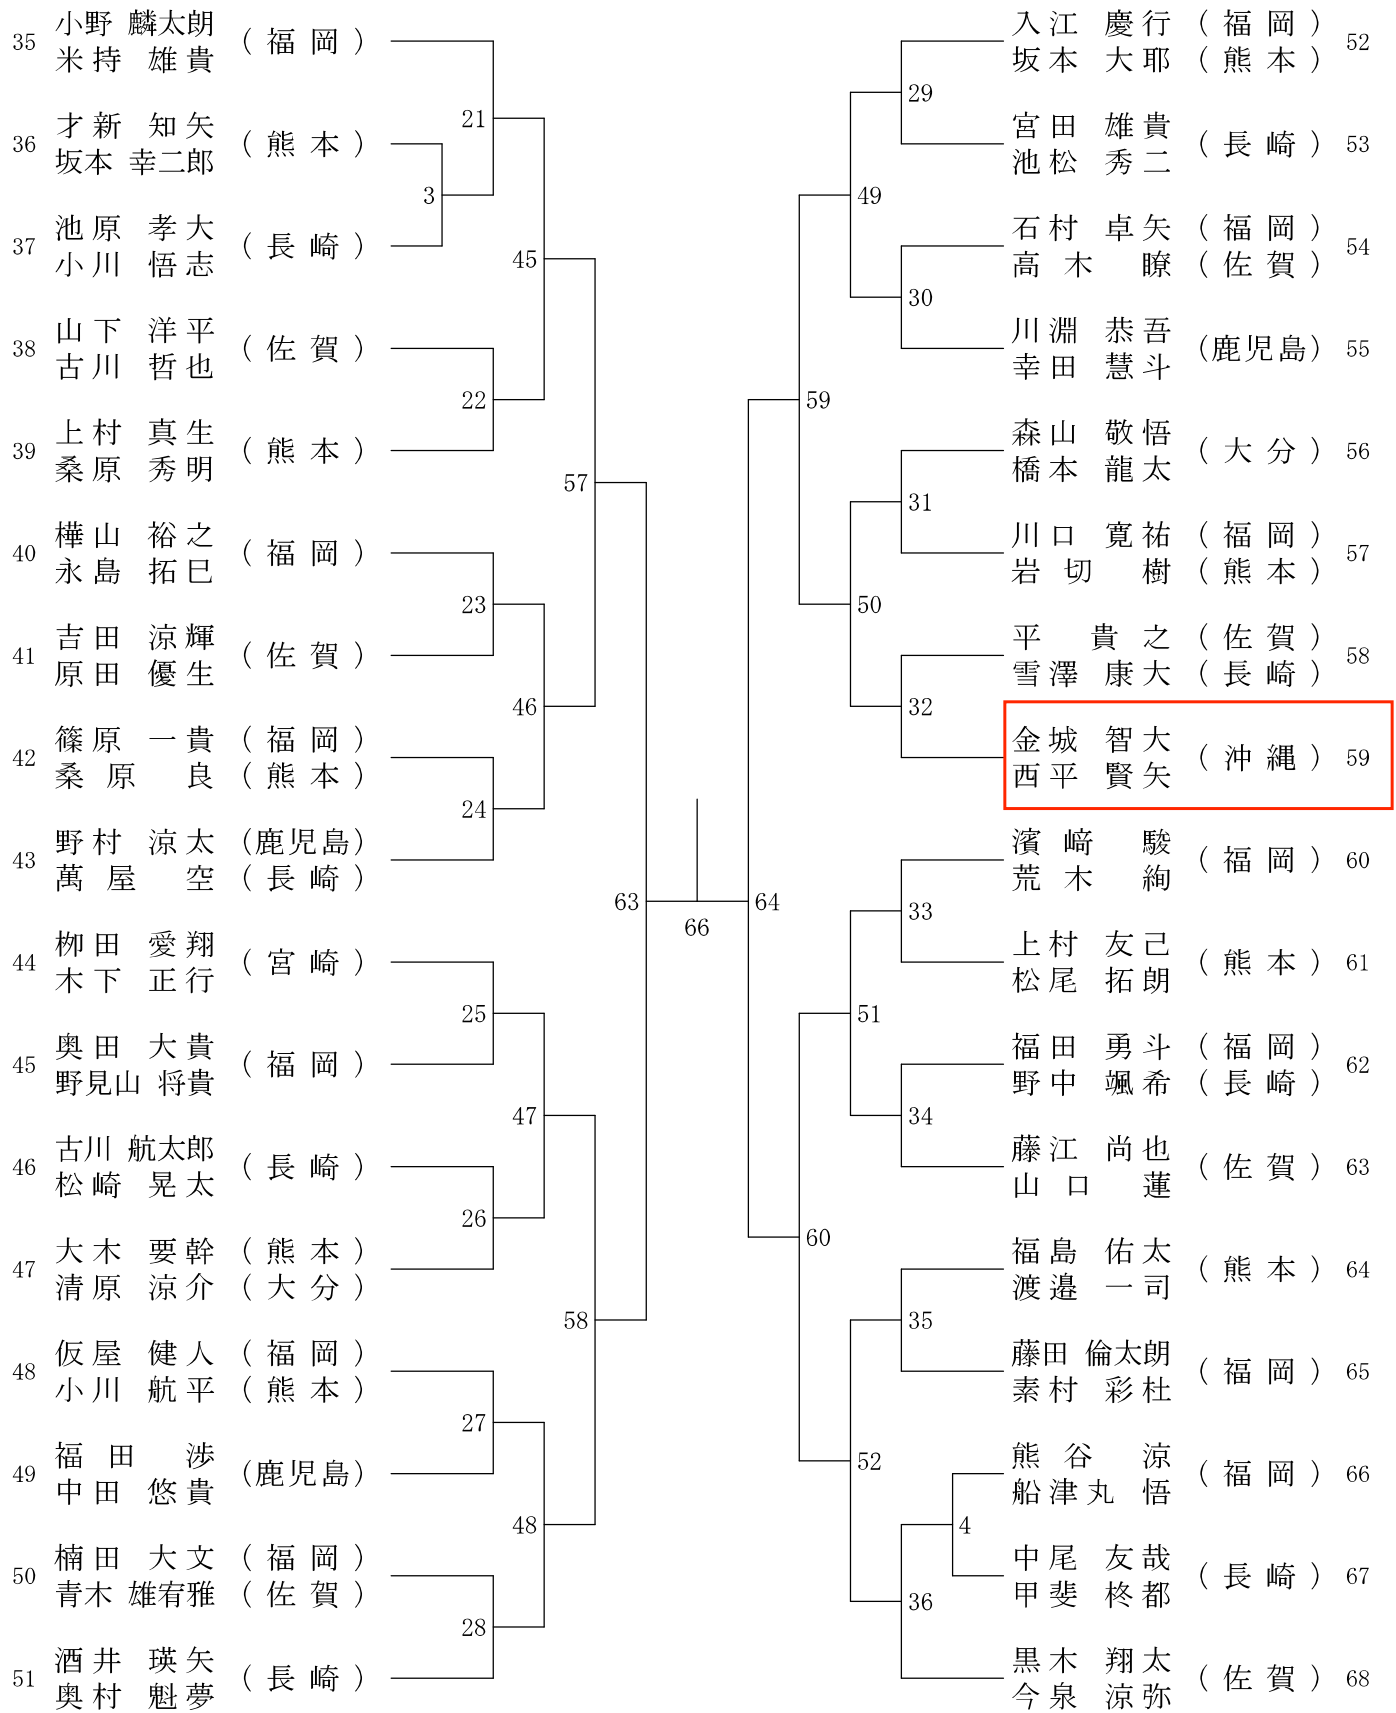 35 小野 麟太朗 (福岡)
米持 雄貴
36 才新 知矢 (熊本)
坂本 幸二郎
37 池原 孝大 (長崎)
小川 悟志
38 山下 洋平 (佐賀)
古川 哲也
39 上村 真生 (熊本)
桑原 秀明
40 樺山 裕之 (福岡)
永島 拓巳
41 吉田 涼輝 (佐賀)
原田 優生
42 篠原 一貴 (福岡)
桑原 良 (熊本)
43 野村 涼太 (鹿児島)
萬屋 空 (長崎)
44 栁田 愛翔 (宮崎)
木下 正行
45 奥田 大貴 (福岡)
野見山 将貴
46 古川 航太郎 (長崎)
松崎 晃太
47 大木 要幹 (熊本)
清原 涼介 (大分)
48 仮屋 健人 (福岡)
小川 航平 (熊本)
49 福田 渉 (鹿児島)
中田 悠貴
50 楠田 大文 (福岡)
青木 雄宥雅 (佐賀)
51 酒井 瑛矢 (長崎)
奥村 魁夢
21
3
45
22
57
23
46
24
63
25
47
26
58
27
48
28
66
64
29
49
30
59
31
50
32
33
51
34
60
35
52
4
36
入江 慶行 (福岡) 52
坂本 大耶 (熊本)
宮田 雄貴 (長崎) 53
池松 秀二
石村 卓矢 (福岡) 54
高木 瞭 (佐賀)
川淵 恭吾 (鹿児島) 55
幸田 慧斗
森山 敬悟 (大分) 56
橋本 龍太
川口 寛祐 (福岡) 57
岩切 樹 (熊本)
平 貴之 (佐賀) 58
雪澤 康大 (長崎)
金城 智大 (沖縄) 59
西平 賢矢
濱﨑 駿 (福岡) 60
荒木 絢
上村 友己 (熊本) 61
松尾 拓朗
福田 勇斗 (福岡) 62
野中 颯希 (長崎)
藤江 尚也 (佐賀) 63
山口 蓮
福島 佑太 (熊本) 64
渡邉 一司
藤田 倫太朗 (福岡) 65
素村 彩杜
熊谷 涼 (福岡) 66
船津丸 悟
中尾 友哉 (長崎) 67
甲斐 柊都
黒木 翔太 (佐賀) 68
今泉 涼弥